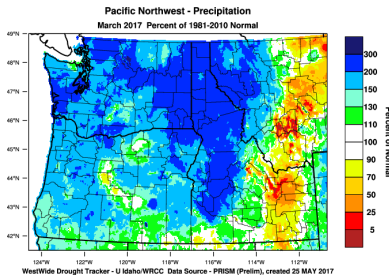 Pacific Northwest - Precipitation
March 2017 Percent of 1981-2010 Normal
49°N
48°N
47°N
46°N
45°N
44°N
43°N
42°N
124°W 122°W 120°W 118°W 116°W 114°W 112°W
300
200
150
130
110
100
90
70
50
25
5
Percent of Normal
WestWide Drought Tracker - U Idaho/WRCC Data Source - PRISM (Prelim), created 25 MAY 2017